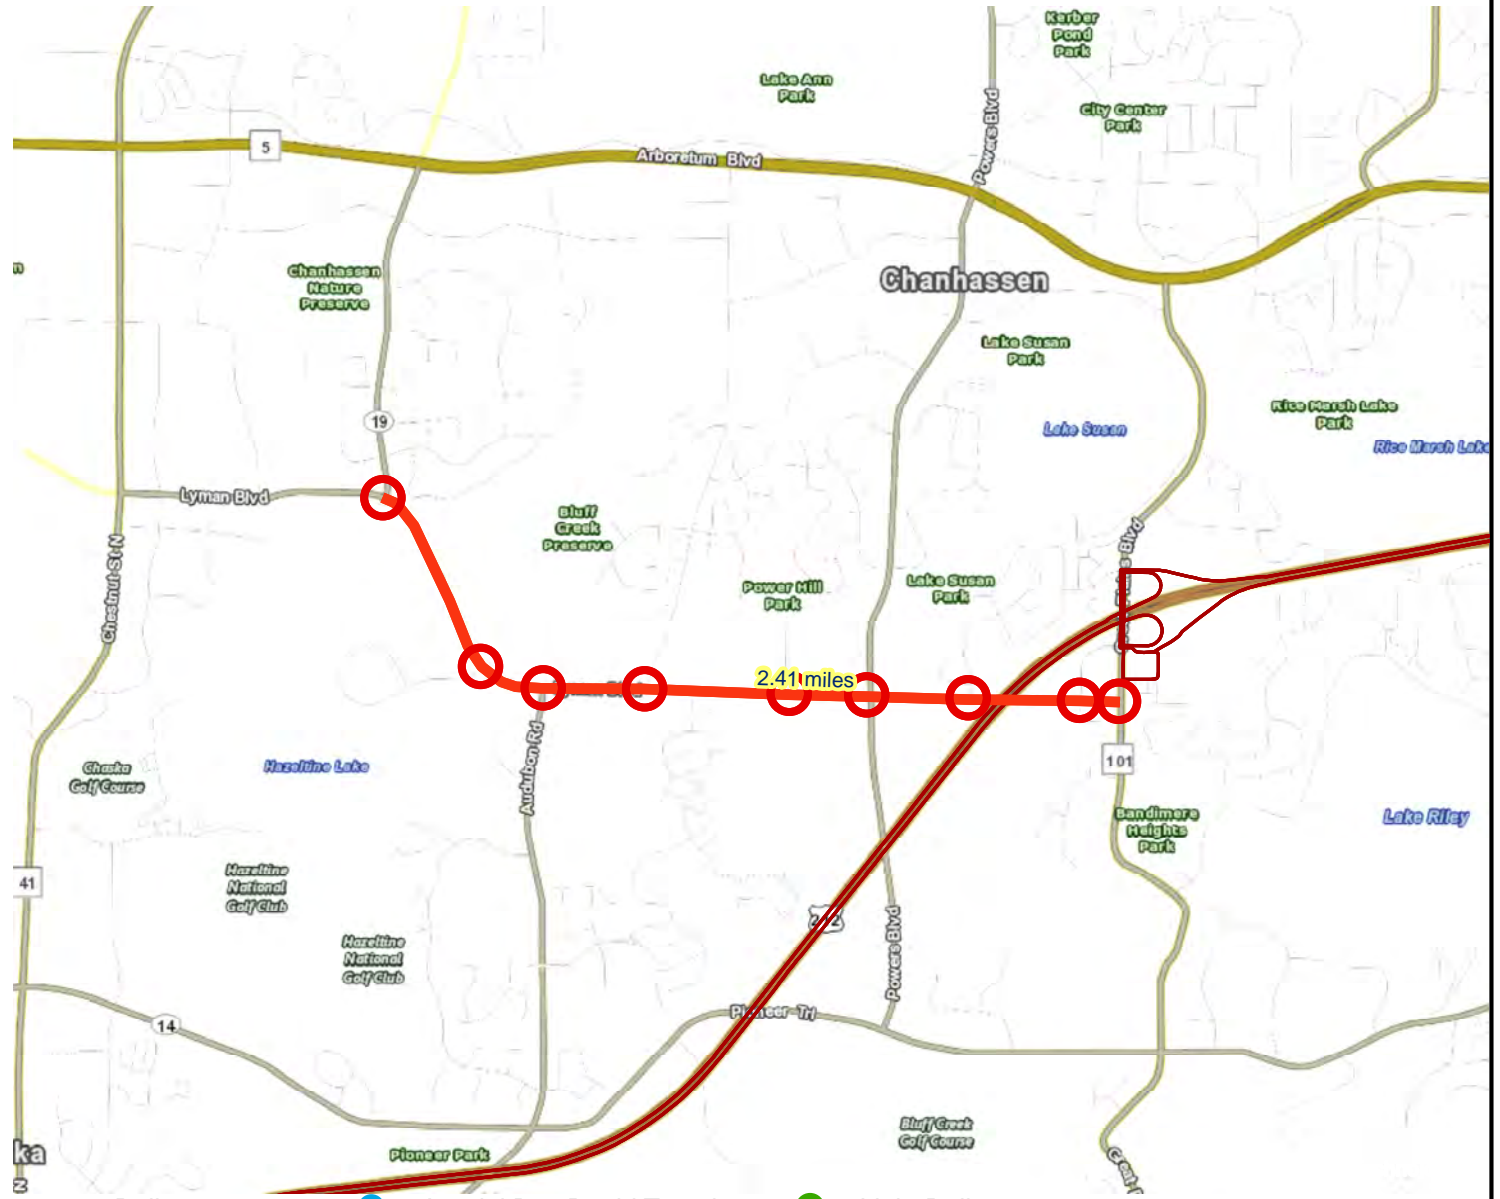 Kerber
Pond
Park
Lake Ann
Park
City Center
Park
Powers Blvd
5
Arboretum Blvd
n
Chanhassen
Nature
Preserve
Chanhassen
Lake Susan
Park
Rice Marsh Lake
Park
19
Lake Susan
Rice Marsh Lake
Lyman Blvd
Bluff
Creek
Preserve
Chestnut St N
Blvd
Power Hill
Park
Lake Susan
Park
2.41 miles
Audubon Rd
101
Chaska
Golf Course
Hazeltine Lake
Bandimere
Heights
Park
Lake Riley
41
Hazeltine
National
Golf Club
Hazeltine
National
Golf Club
Powers Blvd
14
Pioneer Trl
Bluff Creek
Golf Course
Pioneer Park
ka
N